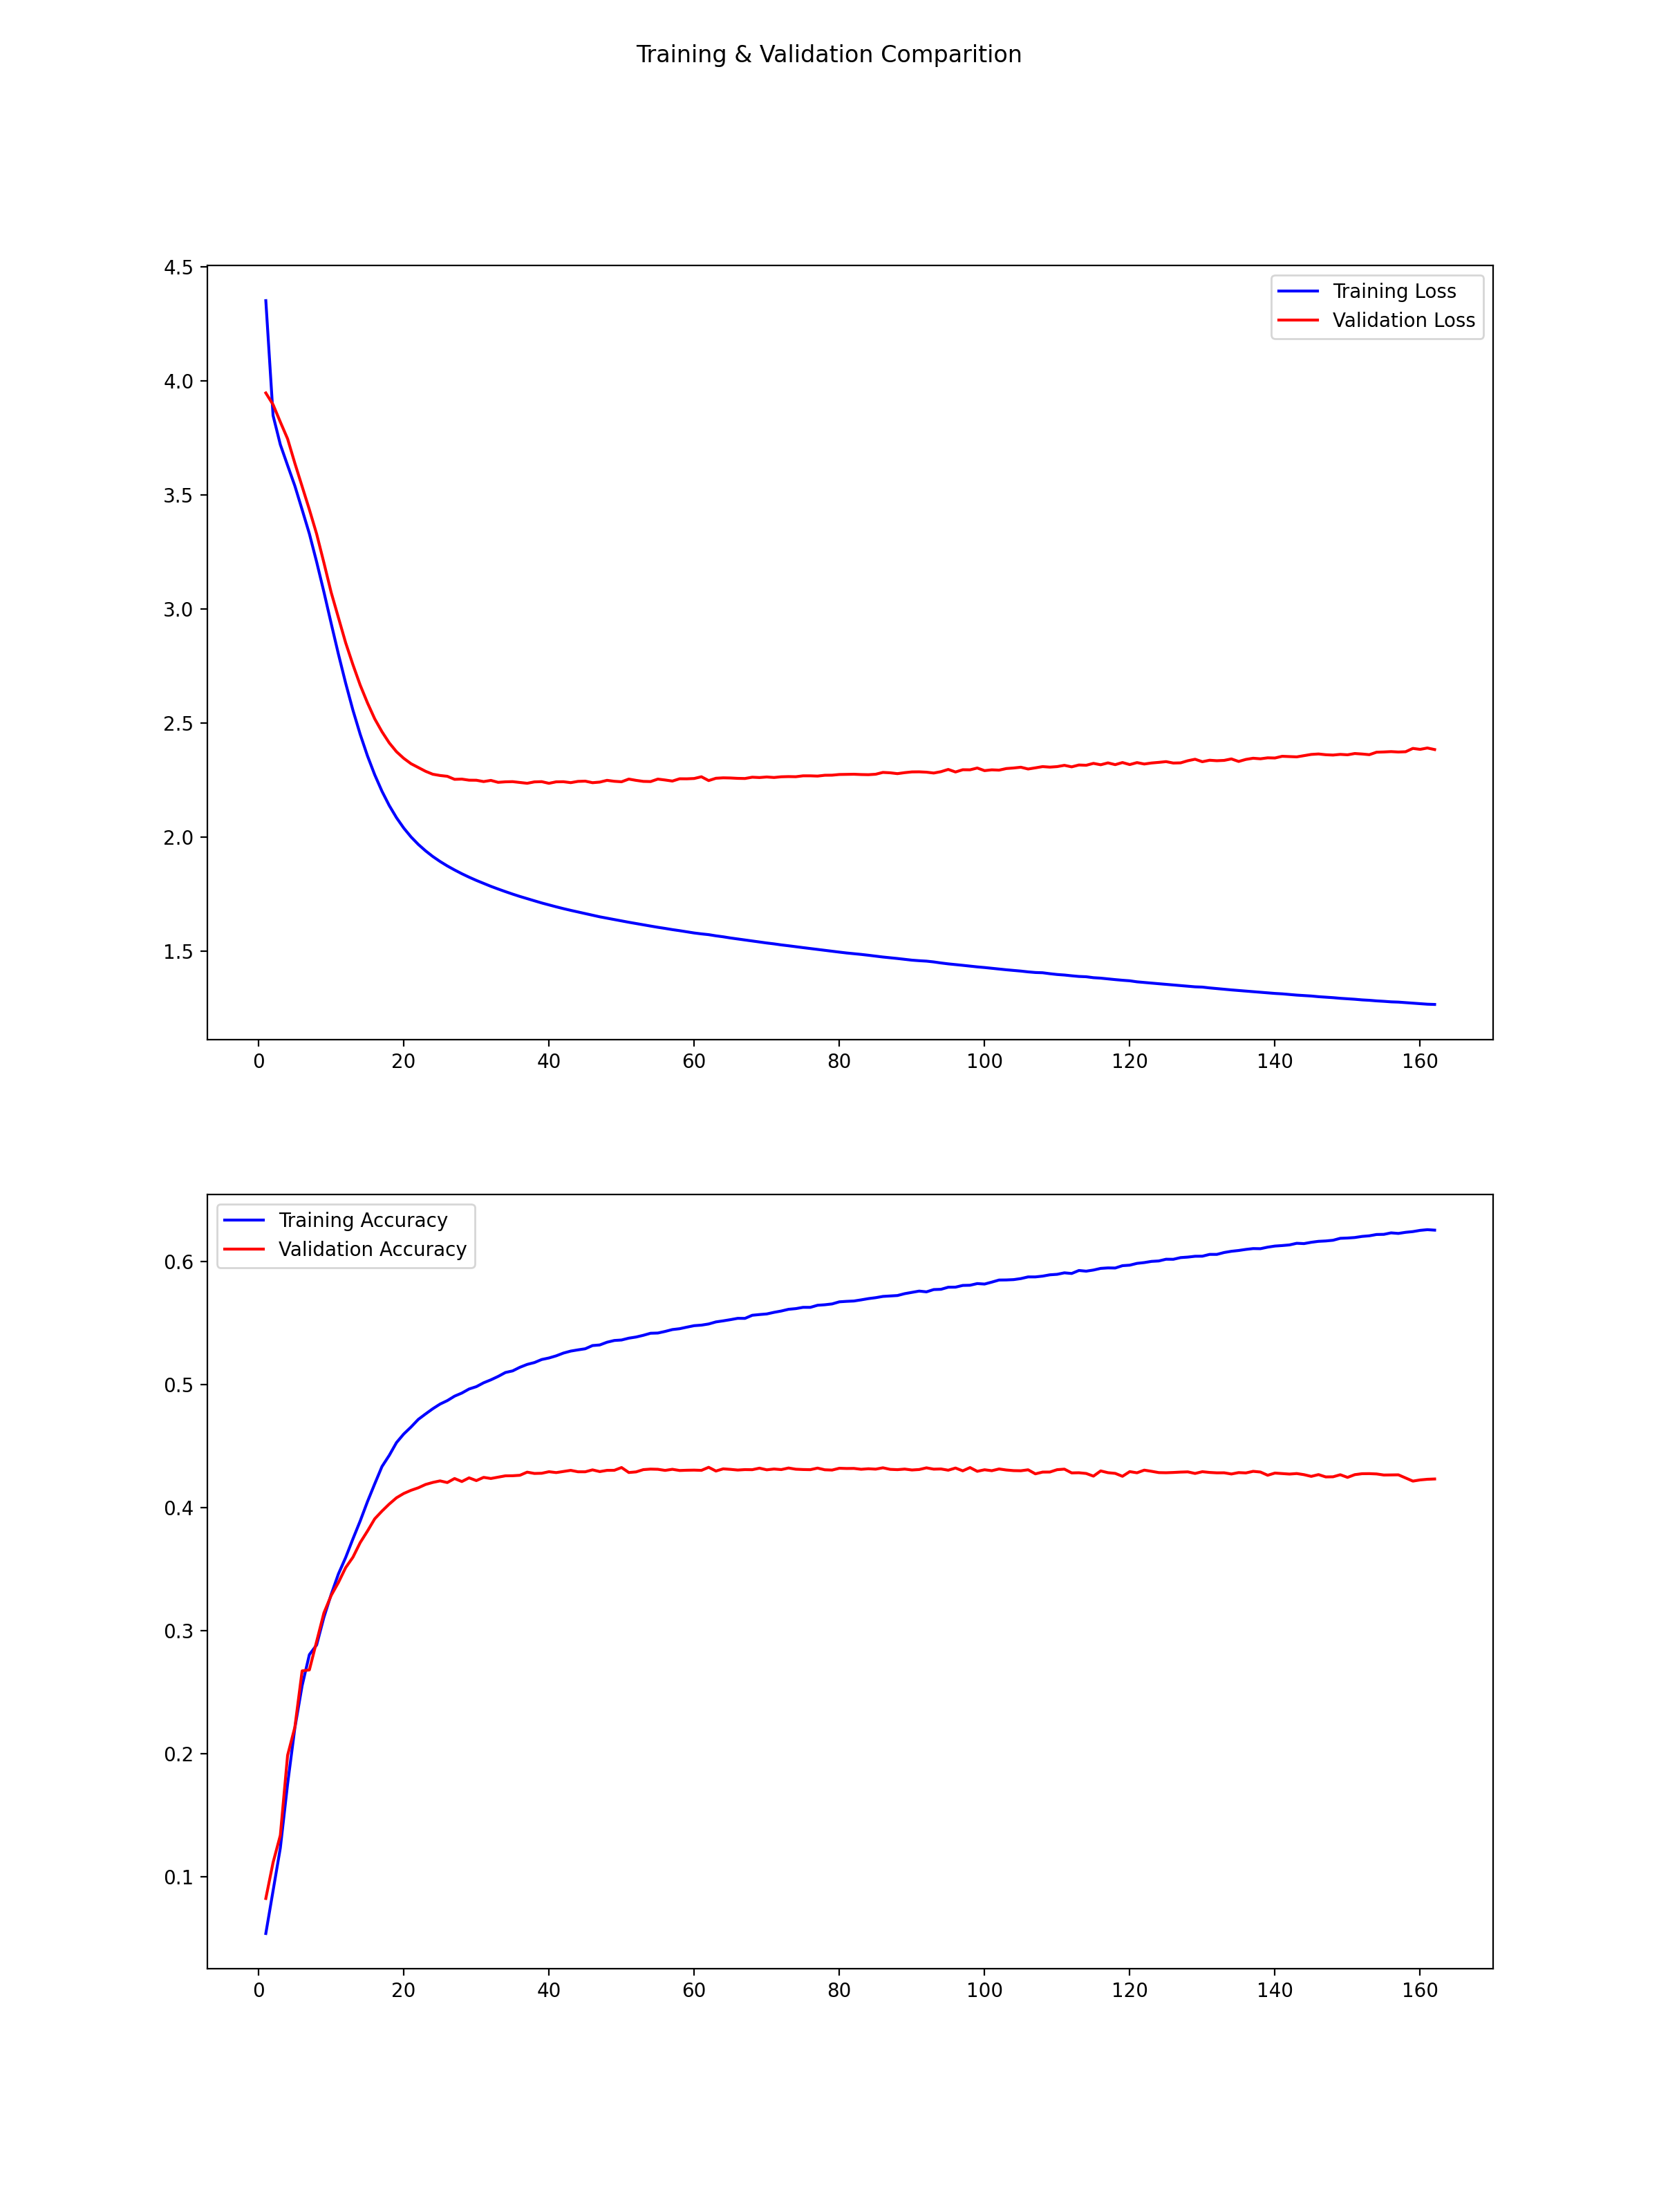 Training & Validation Comparition
4.5
4.0
3.5
3.0
2.5
2.0
1.5
Training Loss
Validation Loss
0 20 40 60 80 100 120 140 160
Training Accuracy
Validation Accuracy
0.6
0.5
0.4
0.3
0.2
0.1
0 20 40 60 80 100 120 140 160